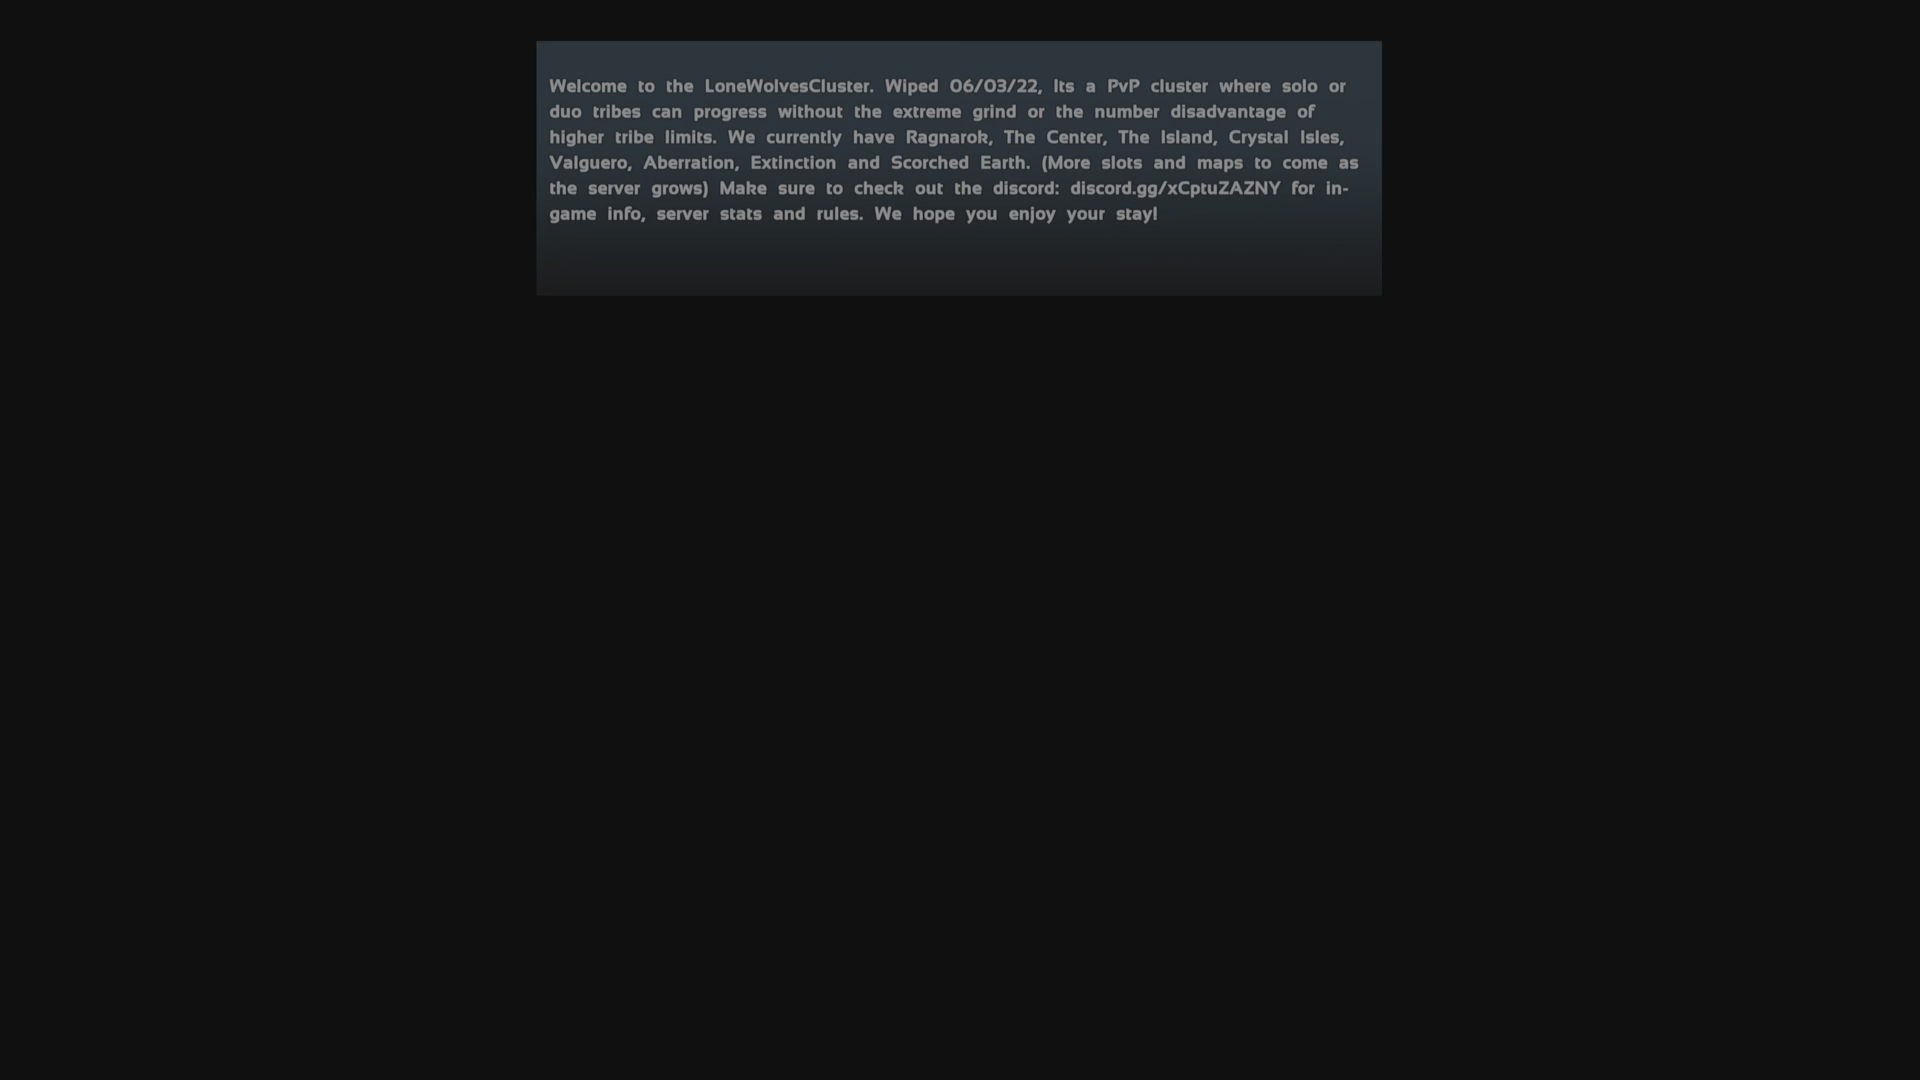 Welcome to the LoneWolvesCluster. Wiped 06/03/22, Its a PvP cluster where solo or
duo tribes can progress without the extreme grind or the number disadvantage of
higher tribe limits. We currently have Ragnarok, The Center, The Island, Crystal Isles,
Valguero, Aberration, Extinction and Scorched Earth. (More slots and maps to come as
the server grows) Make sure to check out the discord: discord.gg/xCptuZAZNY for in-
game info, server stats and rules. We hope you enjoy your stay!